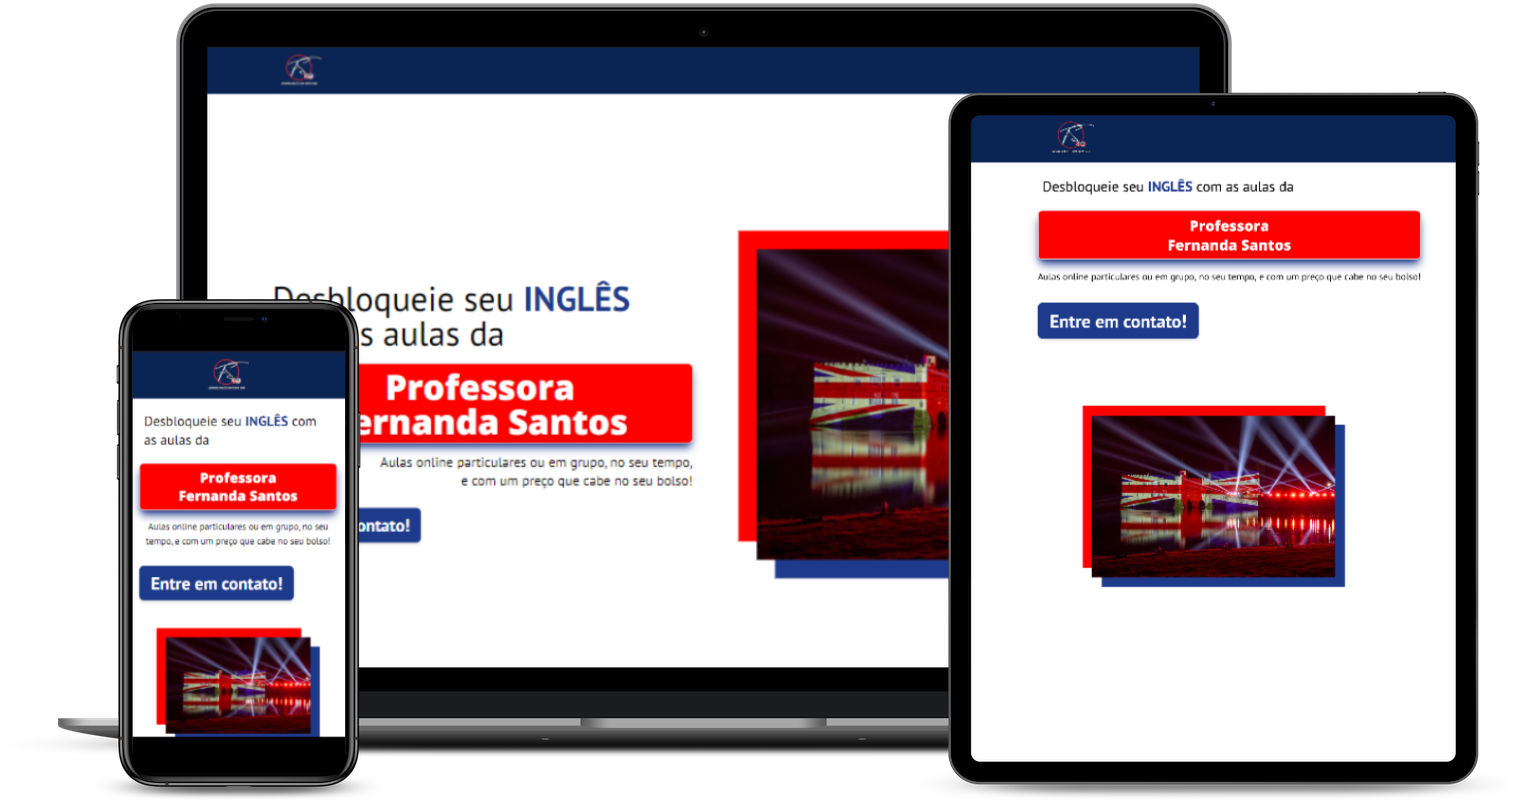 Desbloqueie seu INGLÊS
s aulas da
Professora
ernanda Santos
Aulas online particulares ou em grupo, no seu tempo,
e com um preço que cabe no seu bolso!
ontato!
Desbloqueie seu INGLÊS com
as aulas da
Professora
Fernanda Santos
Aulas online particulares ou em grupo, no seu
tempo, e com um preço que cabe no seu bolso!
Entre em contato!
Desbloqueie seu INGLÊS com as aulas da
Professora
Fernanda Santos
Aulas online particulares ou em grupo, no seu tempo, e com um preço que cabe no seu bolso!
Entre em contato!